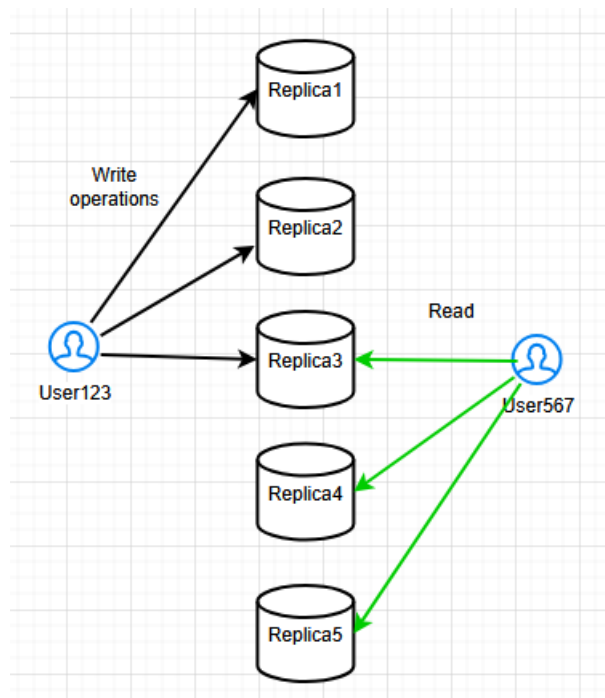 Replica1
Write
operations
Replica2
Read
Replica3
User123
User567
Replica4
Replica5